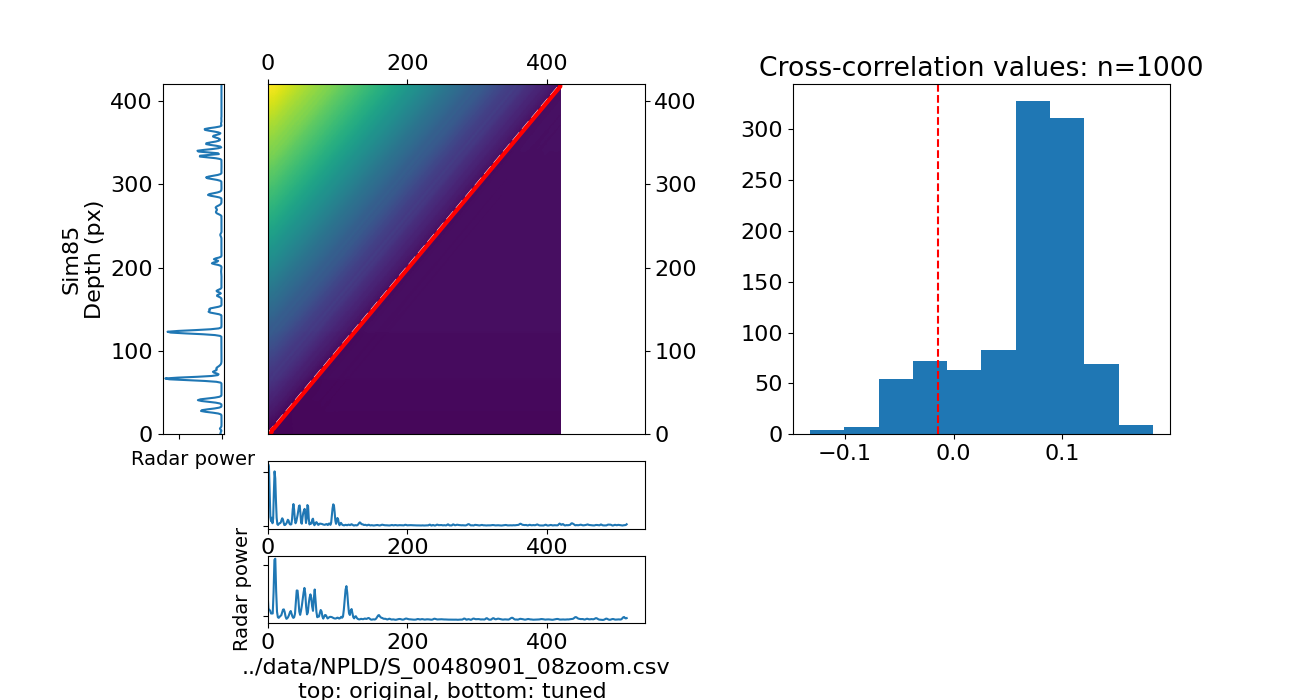 0 200 400
Cross-correlation values: n=1000
400
300
200
100
0
Sim85
Depth (px)
400
300
200
100
0
Radar power
300
250
200
150
100
50
0
−0.1 0.0 0.1
0 200 400
Radar power
0 200 400
../data/NPLD/S_00480901_08zoom.csv
top: original, bottom: tuned